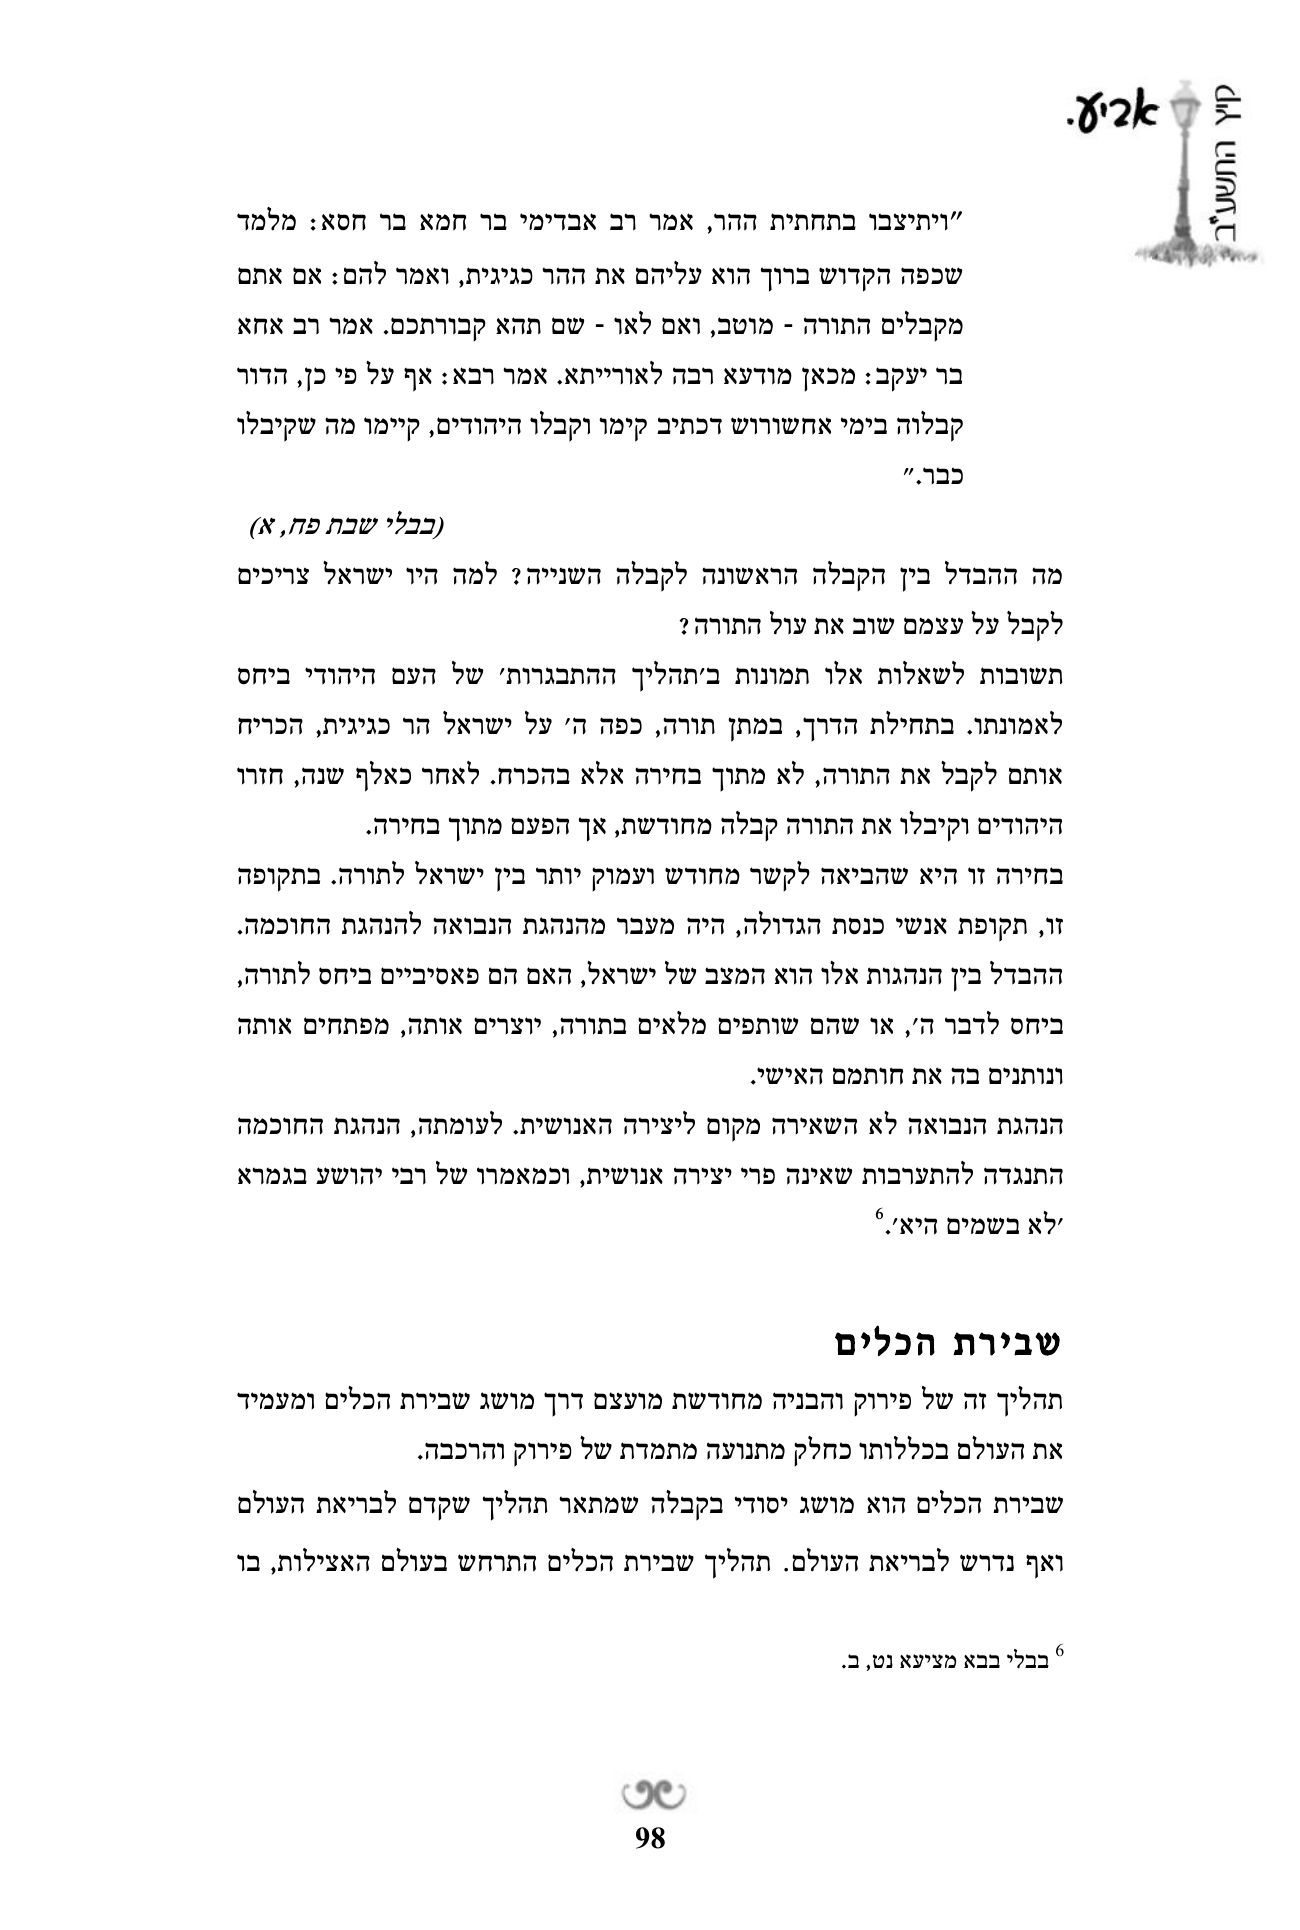 אביע.
קיץ התשע"ב
"ויתיצבו בתחתית ההר, אמר רב אבדימי בר חמא בר חסא: מלמד
שכפה הקדוש ברוך הוא עליהם את ההר כגיגית, ואמר להם: אם אתם
מקבלים התורה - מוטב, ואם לאו - שם תהא קבורתכם. אמר רב אחא
בר יעקב: מכאן מודעא רבה לאורייתא. אמר רבא: אף על פי כן, הדור
קבלוה בימי אחשורוש דכתיב קימו וקבלו היהודים, קיימו מה שקיבלו
כבר."
(בבלי שבת פח, א)
מה ההבדל בין הקבלה הראשונה לקבלה השנייה? למה היו ישראל צריכים
לקבל על עצמם שוב את עול התורה?
תשובות לשאלות אלו תמונות ב'תהליך ההתבגרות' של העם היהודי ביחס
לאמונתו. בתחילת הדרך, במתן תורה, כפה ה' על ישראל הר כגיגית, הכריח
אותם לקבל את התורה, לא מתוך בחירה אלא בהכרח. לאחר כאלף שנה, חזרו
היהודים וקיבלו את התורה קבלה מחודשת, אך הפעם מתוך בחירה.
בחירה זו היא שהביאה לקשר מחודש ועמוק יותר בין ישראל לתורה. בתקופה
זו, תקופת אנשי כנסת הגדולה, היה מעבר מהנהגת הנבואה להנהגת החוכמה.
ההבדל בין הנהגות אלו הוא המצב של ישראל, האם הם פאסיביים ביחס לתורה,
ביחס לדבר ה', או שהם שותפים מלאים בתורה, יוצרים אותה, מפתחים אותה
ונותנים בה את חותמם האישי.
הנהגת הנבואה לא השאירה מקום ליצירה האנושית. לעומתה, הנהגת החוכמה
התנגדה להתערבות שאינה פרי יצירה אנושית, וכמאמרו של רבי יהושע בגמרא
'לא בשמים היא'.6
שבירת הכלים
תהליך זה של פירוק והבניה מחודשת מועצם דרך מושג שבירת הכלים ומעמיד
את העולם בכללותו כחלק מתנועה מתמדת של פירוק והרכבה.
שבירת הכלים הוא מושג יסודי בקבלה שמתאר תהליך שקדם לבריאת העולם
ואף נדרש לבריאת העולם. תהליך שבירת הכלים התרחש בעולם האצילות, בו
6 בבלי בבא מציעא נט, ב.
98